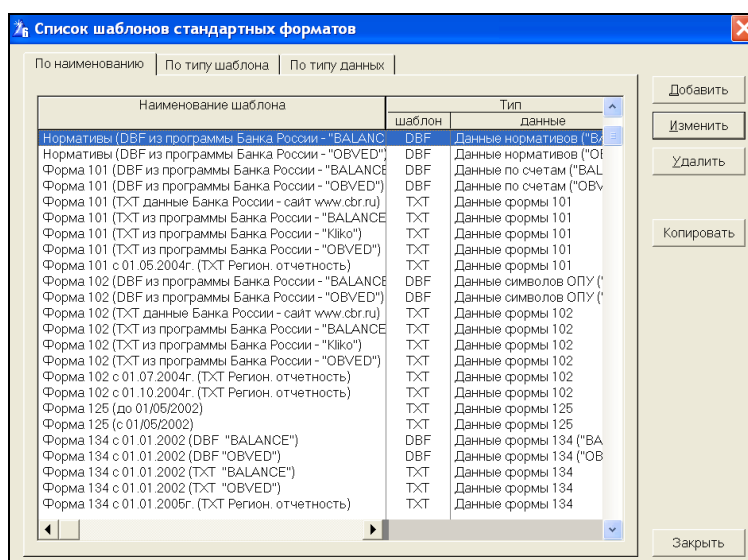 Список шаблонов стандартных форматов
По наименованию По типу шаблона По типу данных
Наименование шаблона Тип
шаблон данные
Нормативы (DBF из программы Банка России - "BALANC DBF Данные нормативов ("BA
Нормативы (DBF из программы Банка России - "OBVED") DBF Данные нормативов ("OB
Форма 101 (DBF из программы Банка России - "BALANCE DBF Данные по счетам ("BAL
Форма 101 (DBF из программы Банка России - "OBVED") DBF Данные по счетам ("OBV
Форма 101 (TXT данные Банка России - сайт www.cbr.ru) TXT Данные формы 101
Форма 101 (TXT из программы Банка России - "BALANCE TXT Данные формы 101
Форма 101 (TXT из программы Банка России - "Kliko") TXT Данные формы 101
Форма 101 (TXT из программы Банка России - "OBVED") TXT Данные формы 101
Форма 101 с 01.05.2004г. (TXT Регион. отчетность) TXT Данные формы 101
Форма 102 (DBF из программы Банка России - "BALANCE DBF Данные символов ОПУ ("
Форма 102 (DBF из программы Банка России - "OBVED") DBF Данные символов ОПУ ("
Форма 102 (TXT данные Банка России - сайт www.cbr.ru) TXT Данные формы 102
Форма 102 (TXT из программы Банка России - "BALANCE TXT Данные формы 102
Форма 102 (TXT из программы Банка России - "Kliko") TXT Данные формы 102
Форма 102 (TXT из программы Банка России - "OBVED") TXT Данные формы 102
Форма 102 с 01.07.2004г. (TXT Регион. отчетность) TXT Данные формы 102
Форма 102 с 01.10.2004г. (TXT Регион. отчетность) TXT Данные формы 102
Форма 125 (до 01/05/2002) TXT Данные формы 125
Форма 125 (с 01/05/2002) TXT Данные формы 125
Форма 134 с 01.01.2002 (DBF "BALANCE") DBF Данные формы 134 ("BA
Форма 134 с 01.01.2002 (DBF "OBVED") DBF Данные формы 134 ("OB
Форма 134 с 01.01.2002 (TXT "BALANCE") TXT Данные формы 134
Форма 134 с 01.01.2002 (TXT "OBVED") TXT Данные формы 134
Форма 134 с 01.01.2005г. (TXT Регион. отчетность) TXT Данные формы 134
Добавить
Изменить
Удалить
Копировать
Закрыть